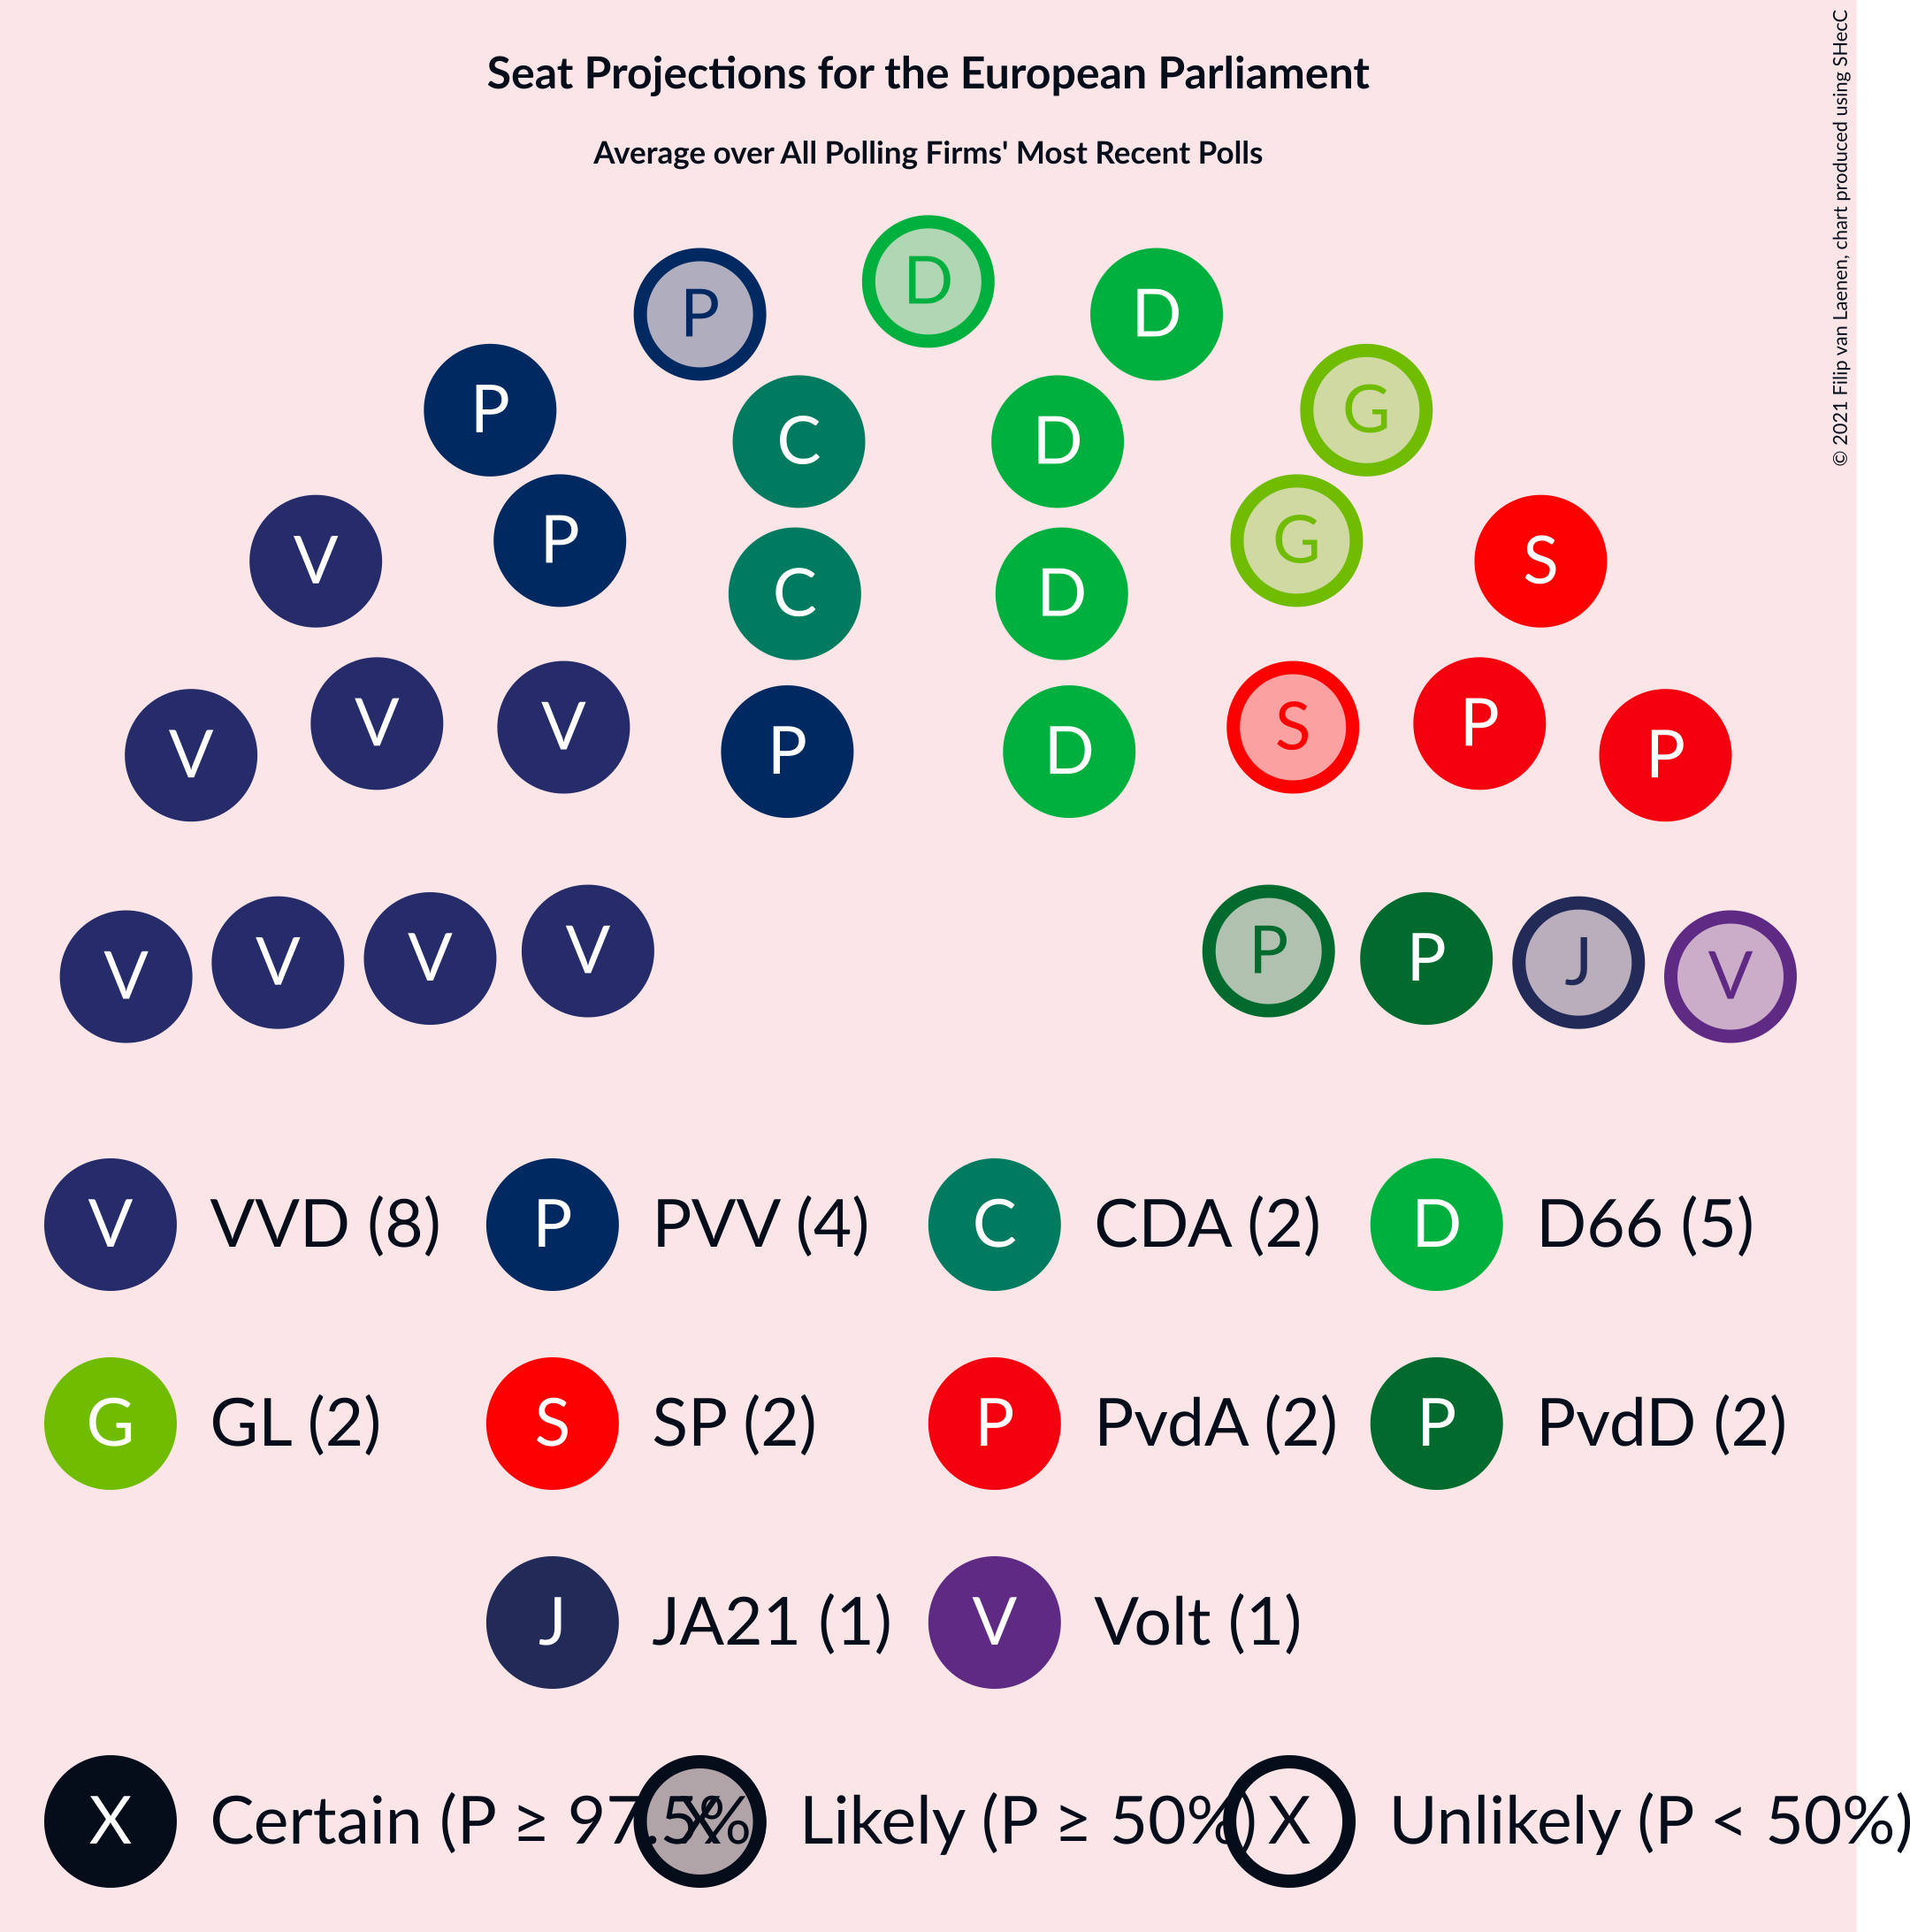 Seat Projections for the European Parliament
Average over All Polling Firms' Most Recent Polls
© 2021 Filip van Laenen, chart produced using SHecC
D
P D
P G
C D
P G
V S
C D
V P
V S
V P
P D
V P
V J
V V
V VVD (8) P PVV (4) C CDA (2) D D66 (5)
G GL (2) S SP (2) P PvdA (2) P PvdD (2)
J JA21 (1) V Volt (1)
X Certain (P ≥ 97.5% X Likely (P ≥ 50%) X Unlikely (P < 50%)